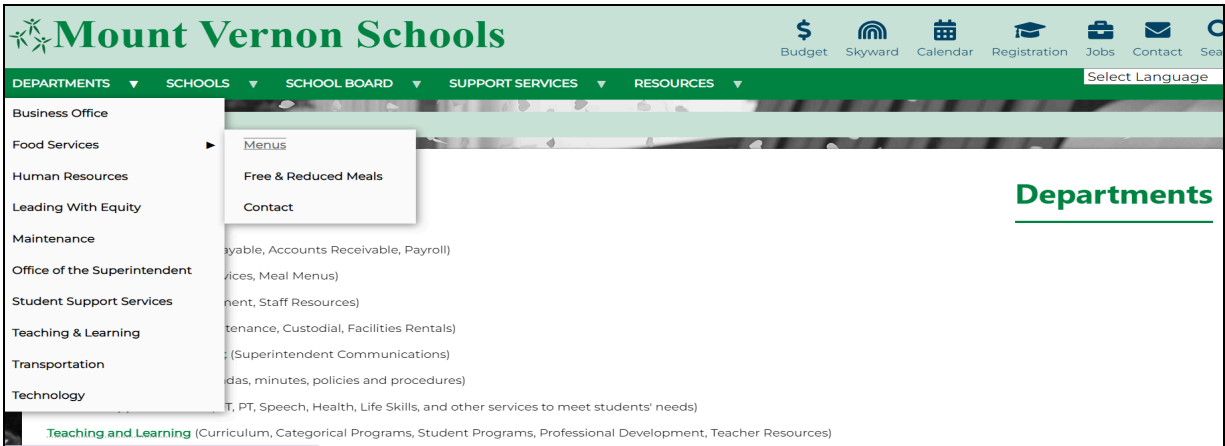 Mount Vernon Schools
Budget Skyward Calendar Registration Jobs Contact
Select Language
DEPARTMENTS ▼ SCHOOLS ▼ SCHOOL BOARD ▼ SUPPORT SERVICES ▼ RESOURCES ▼
Business Office
Food Services ►
Human Resources
Leading With Equity
Maintenance
Office of the Superintendent
Student Support Services
Teaching & Learning
Transportation
Technology
Menus
Free & Reduced Meals
Contact
Departments
ayable, Accounts Receivable, Payroll)
vices, Meal Menus)
ment, Staff Resources)
tenance, Custodial, Facilities Rentals)
(Superintendent Communications)
das, minutes, policies and procedures)
T, PT, Speech, Health, Life Skills, and other services to meet students' needs)
Teaching and Learning (Curriculum, Categorical Programs, Student Programs, Professional Development, Teacher Resources)